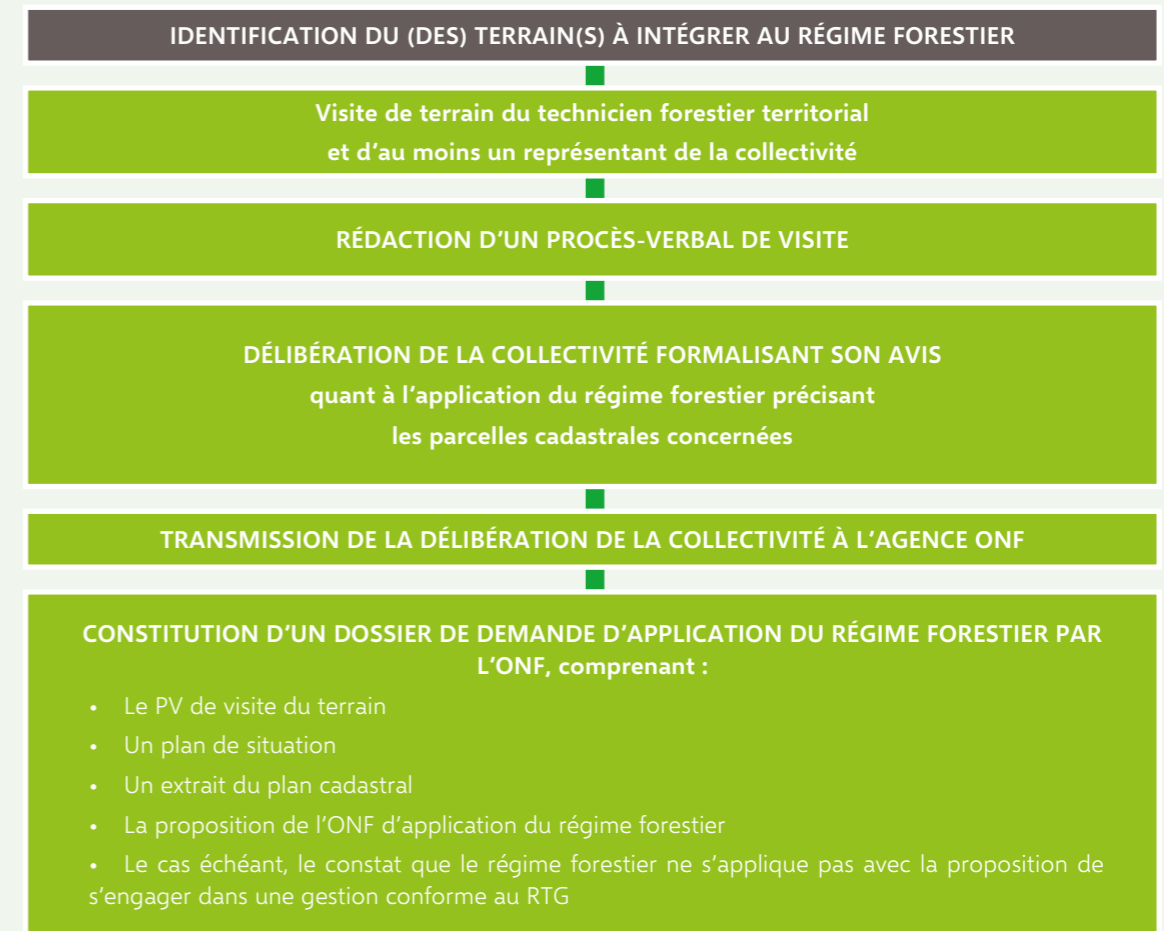 IDENTIFICATION DU (DES) TERRAIN(S) À INTÉGRER AU RÉGIME FORESTIER
Visite de terrain du technicien forestier territorial
et d’au moins un représentant de la collectivité
RÉDACTION D’UN PROCÈS-VERBAL DE VISITE
DÉLIBÉRATION DE LA COLLECTIVITÉ FORMALISANT SON AVIS
quant à l’application du régime forestier précisant
les parcelles cadastrales concernées
TRANSMISSION DE LA DÉLIBÉRATION DE LA COLLECTIVITÉ À L’AGENCE ONF
CONSTITUTION D’UN DOSSIER DE DEMANDE D’APPLICATION DU RÉGIME FORESTIER PAR
L’ONF, comprenant :
• Le PV de visite du terrain
• Un plan de situation
• Un extrait du plan cadastral
• La proposition de l’ONF d’application du régime forestier
• Le cas échéant, le constat que le régime forestier ne s’applique pas avec la proposition de
s’engager dans une gestion conforme au RTG